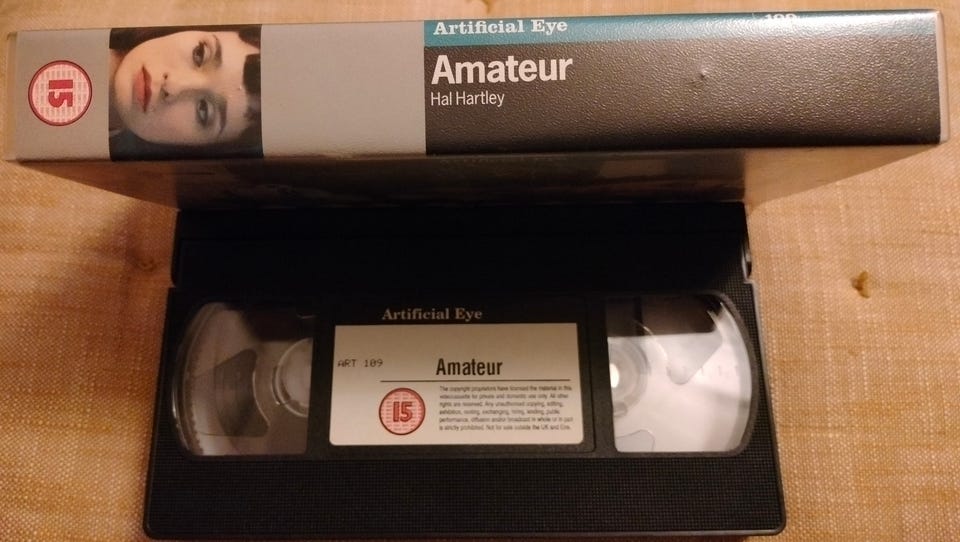 Artificial Eye
109
Amateur
Hal Hartley
15
Artificial Eye
ART 109
Amateur
15
The copyright proprietors have licensed the material in this
videocassette for private and domestic use only. All other
rights are reserved. Any unauthorised copying, editing,
exhibition, renting, exchanging, hiring, lending, public
performance, diffusion and/or broadcast in whole or in part
is strictly prohibited. Not for sale outside the UK and Eire.